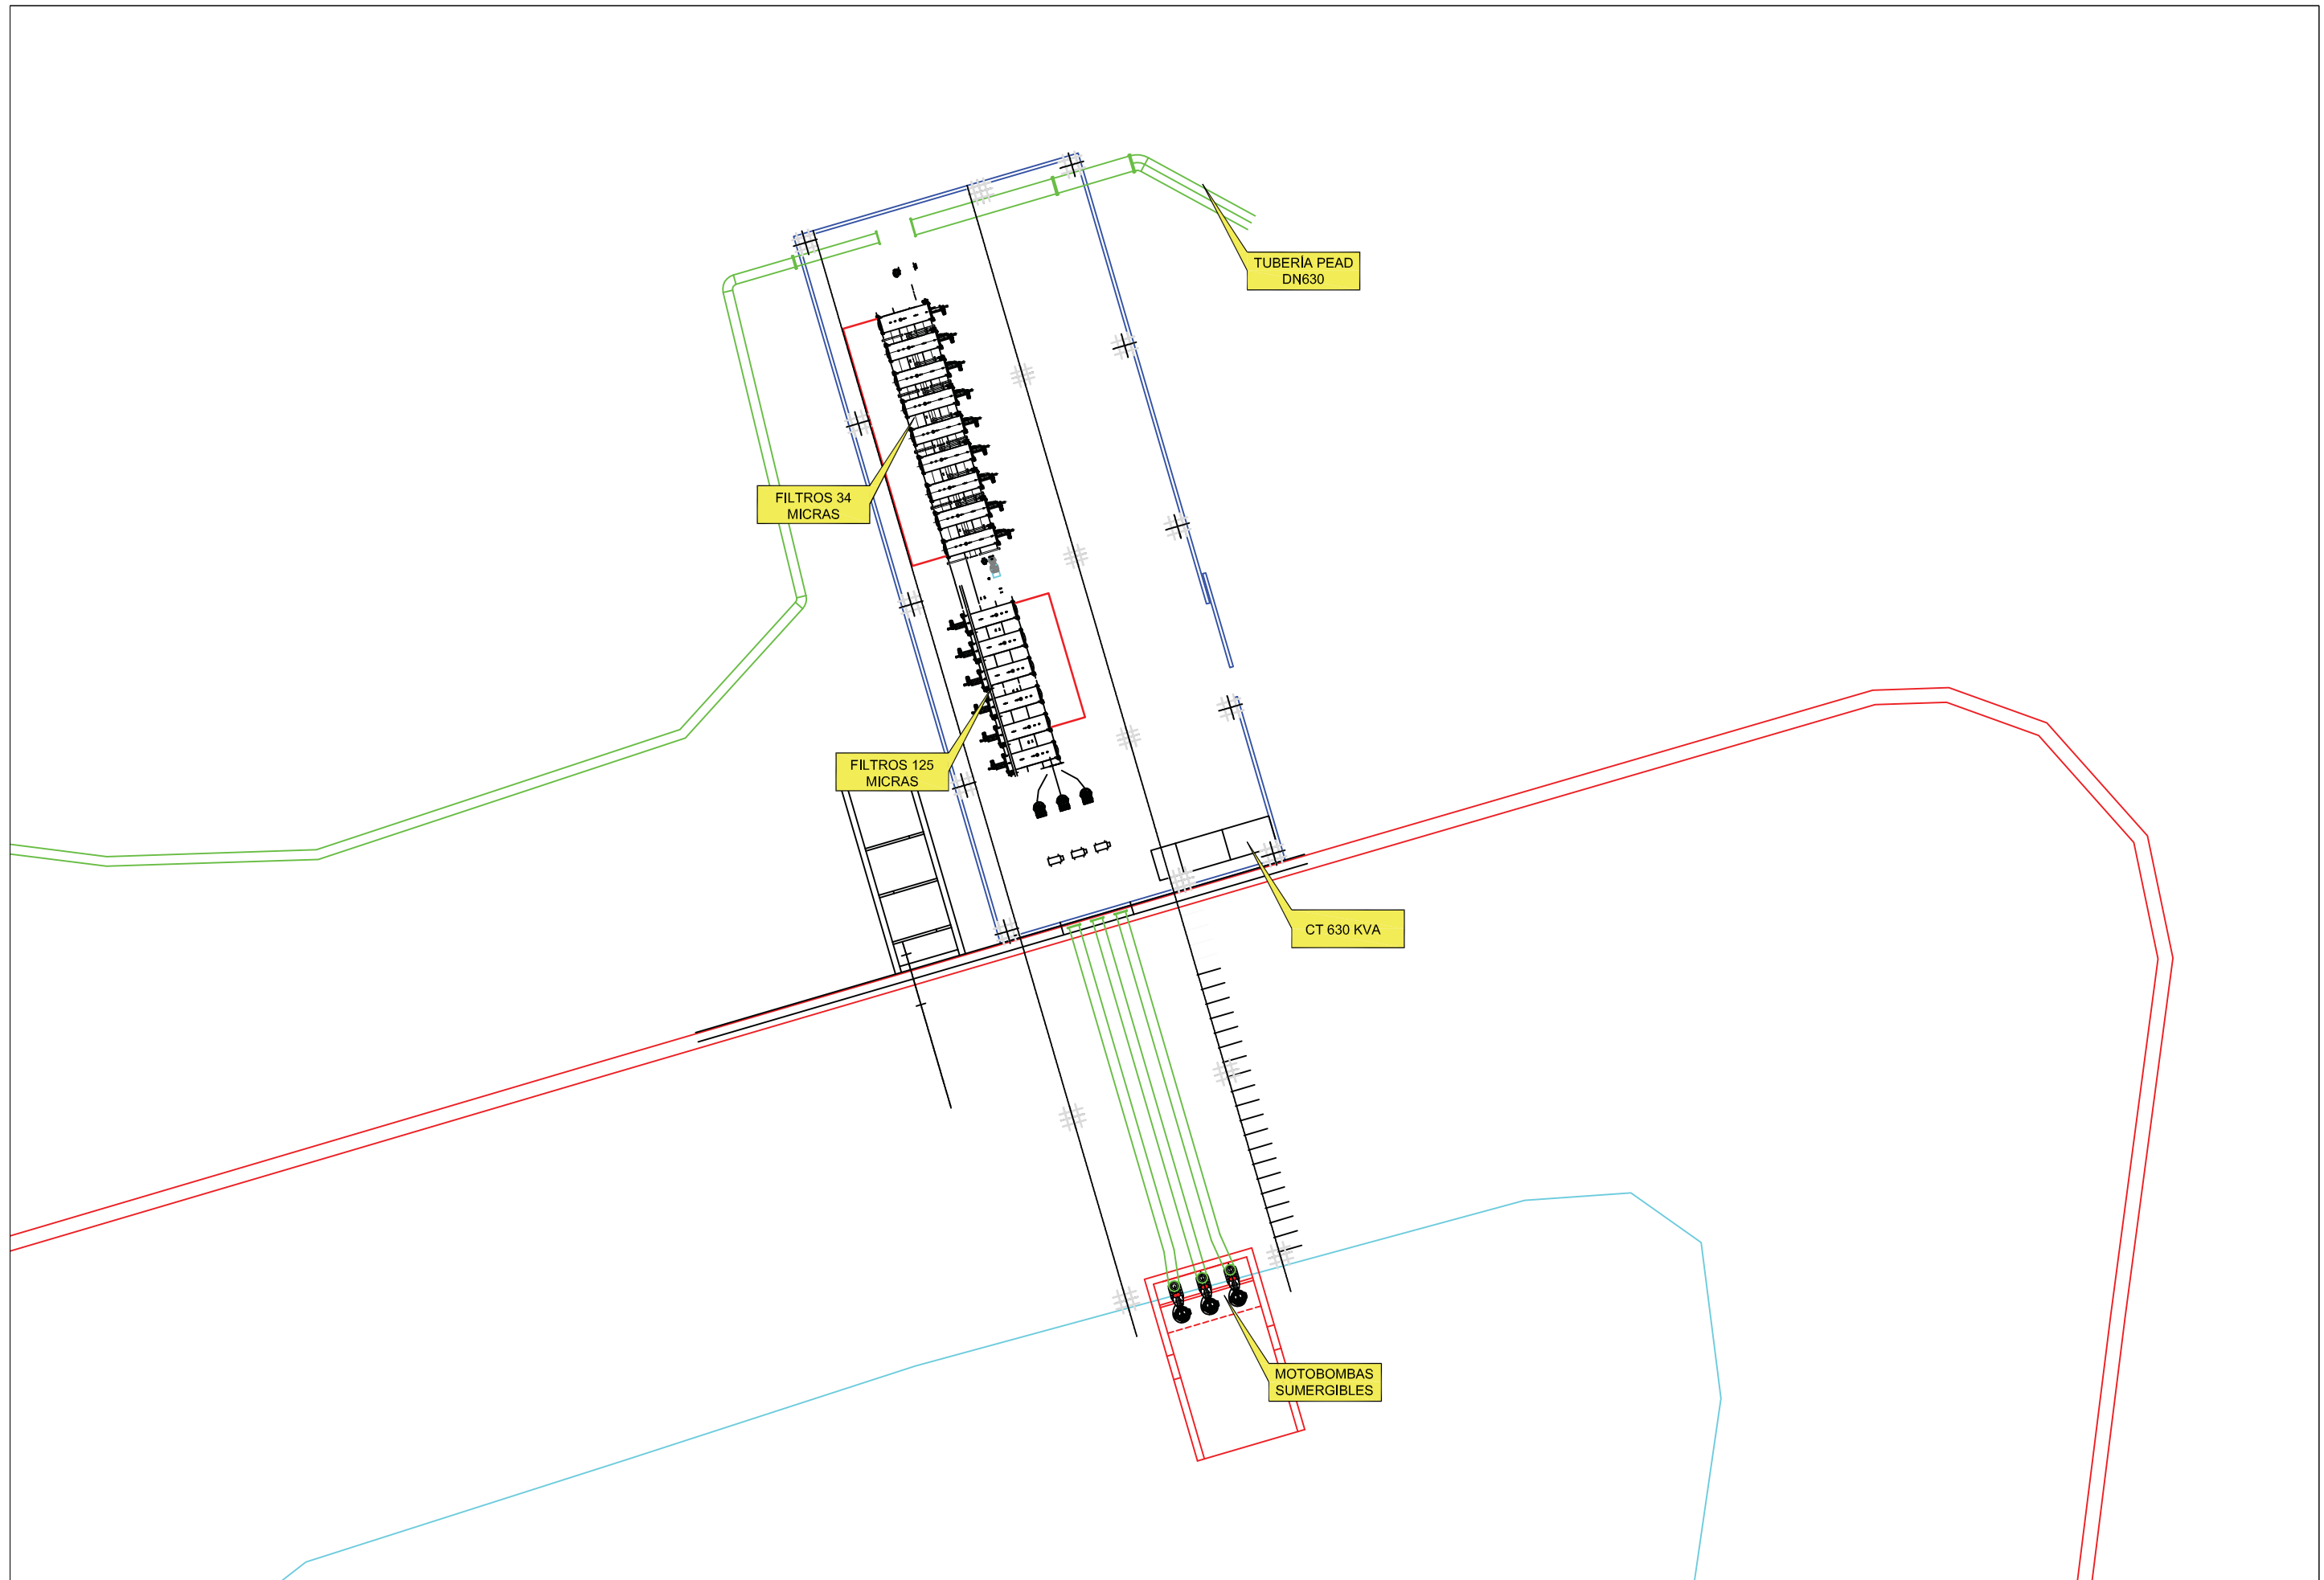 TUBERÍA PEAD
DN630
FILTROS 34
MICRAS
FILTROS 125
MICRAS
CT 630 KVA
MOTOBOMBAS
SUMERGIBLES